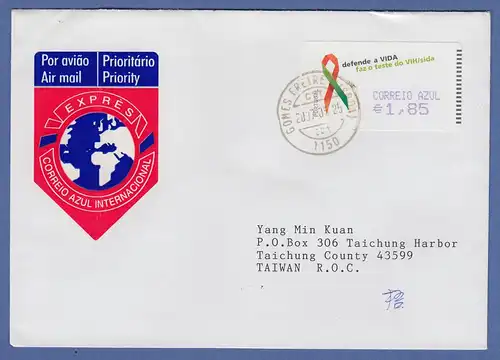 Por avião
Air mail
Prioritário
Priority
EXPRÈS
CORREIO AZUL INTERNACIONAL
defende a VIDA
faz o teste do VIH/sida
CORREIO AZUL
€1,85
GOMES FREIRE
1150
Yang Min Kuan
P.O.Box 306 Taichung Harbor
Taichung County 43599
TAIWAN R.O.C.